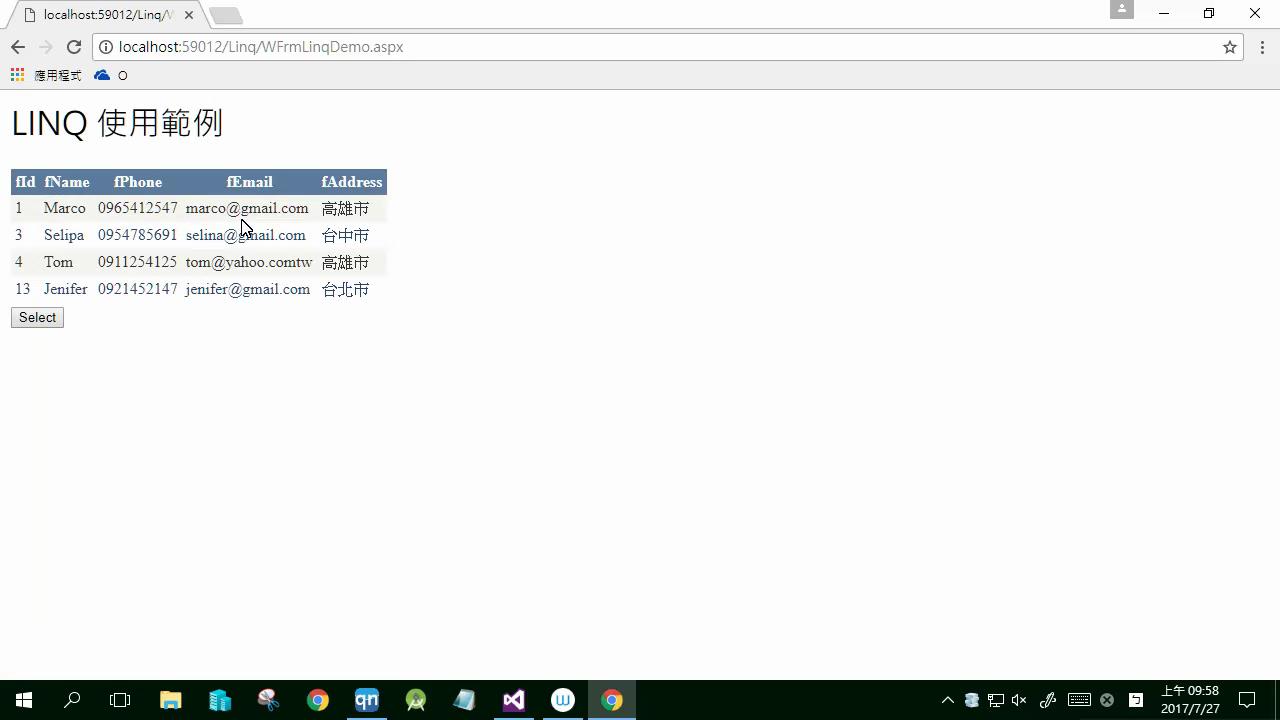 localhost:59012/Linq/W
localhost:59012/Linq/WFrmLinqDemo.aspx
應用程式 O
LINQ 使用範例
fId fName fPhone fEmail fAddress
1 Marco 0965412547 marco@gmail.com 高雄市
3 Selipa 0954785691 selina@gmail.com 台中市
4 Tom 0911254125 tom@yahoo.comtw 高雄市
13 Jenifer 0921452147 jenifer@gmail.com 台北市
Select
qn
W
上午 09:58
2017/7/27